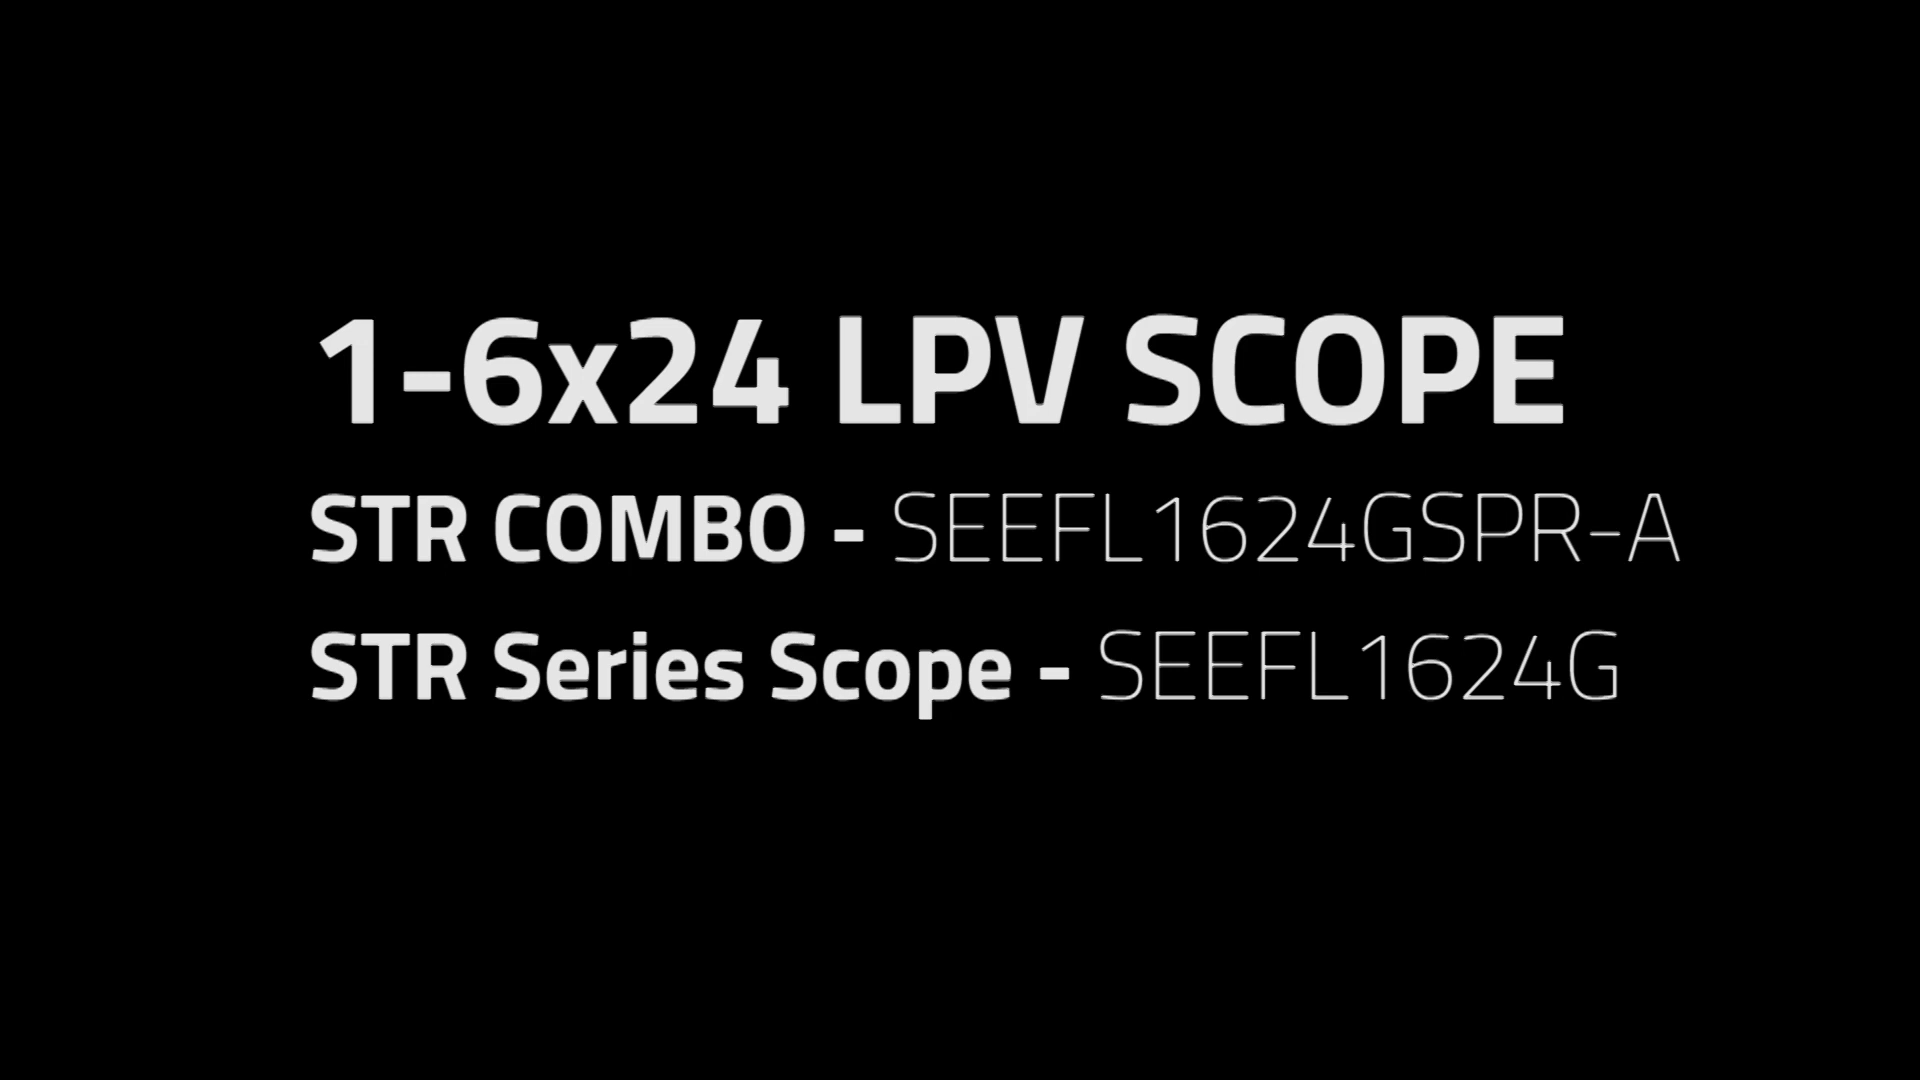 1-6x24 LPV SCOPE
STR COMBO - SEEFL1624GSPR-A
STR Series Scope - SEEFL1624G